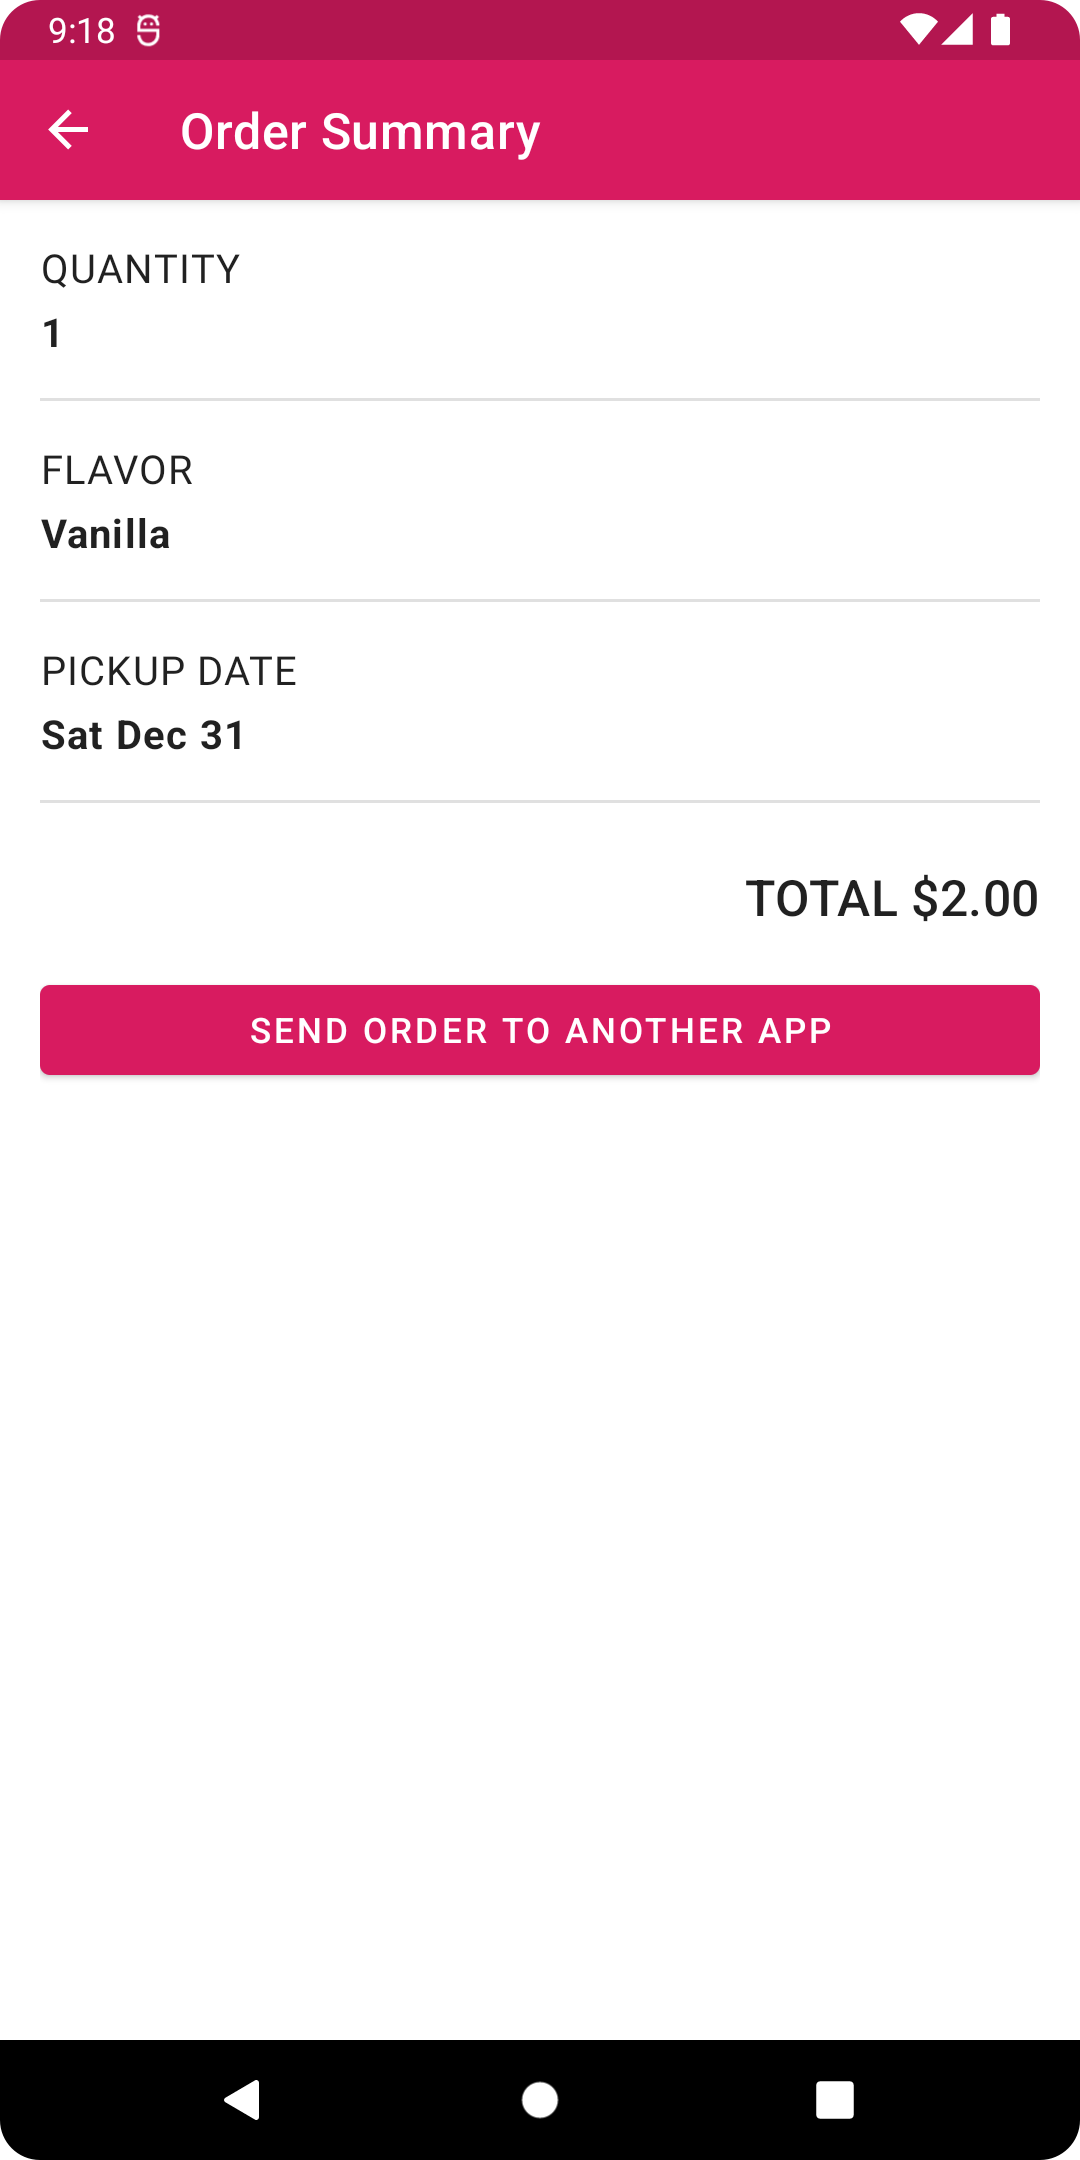 9:18
Order Summary
QUANTITY
1
FLAVOR
Vanilla
PICKUP DATE
Sat Dec 31
TOTAL $2.00
SEND ORDER TO ANOTHER APP